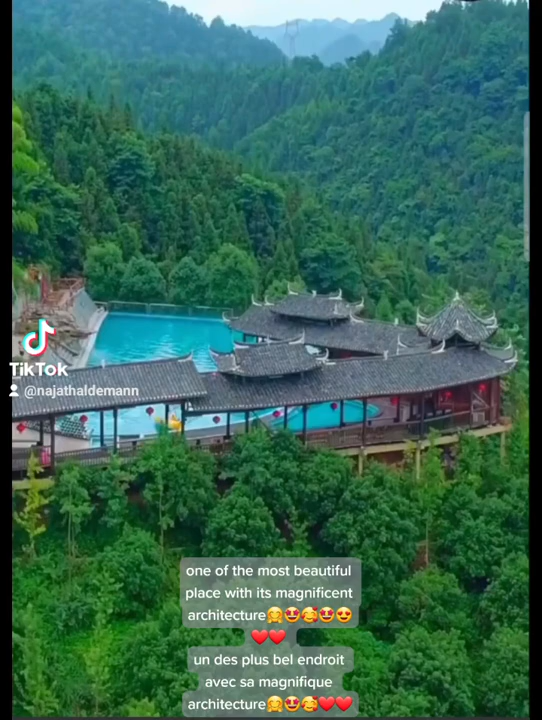 TikTok
@najathaldemann
one of the most beautiful
place with its magnificent
architecture🤗🤩🥰🤩😍
❤️❤️
un des plus bel endroit
avec sa magnifique
architecture🤗🤩🥰❤️❤️